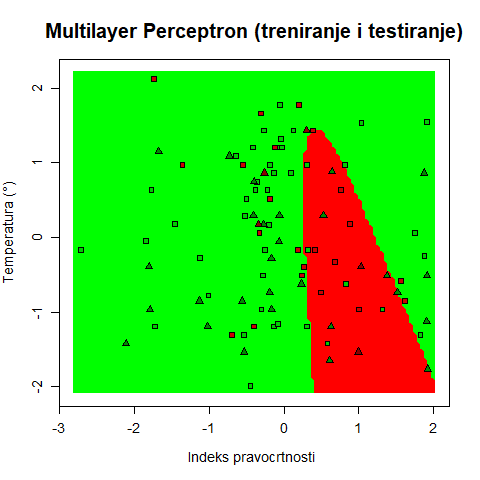 Multilayer Perceptron (treniranje i testiranje)
Temperatura (°)
2
1
0
-1
-2
-3 -2 -1 0 1 2
Indeks pravocrtnosti